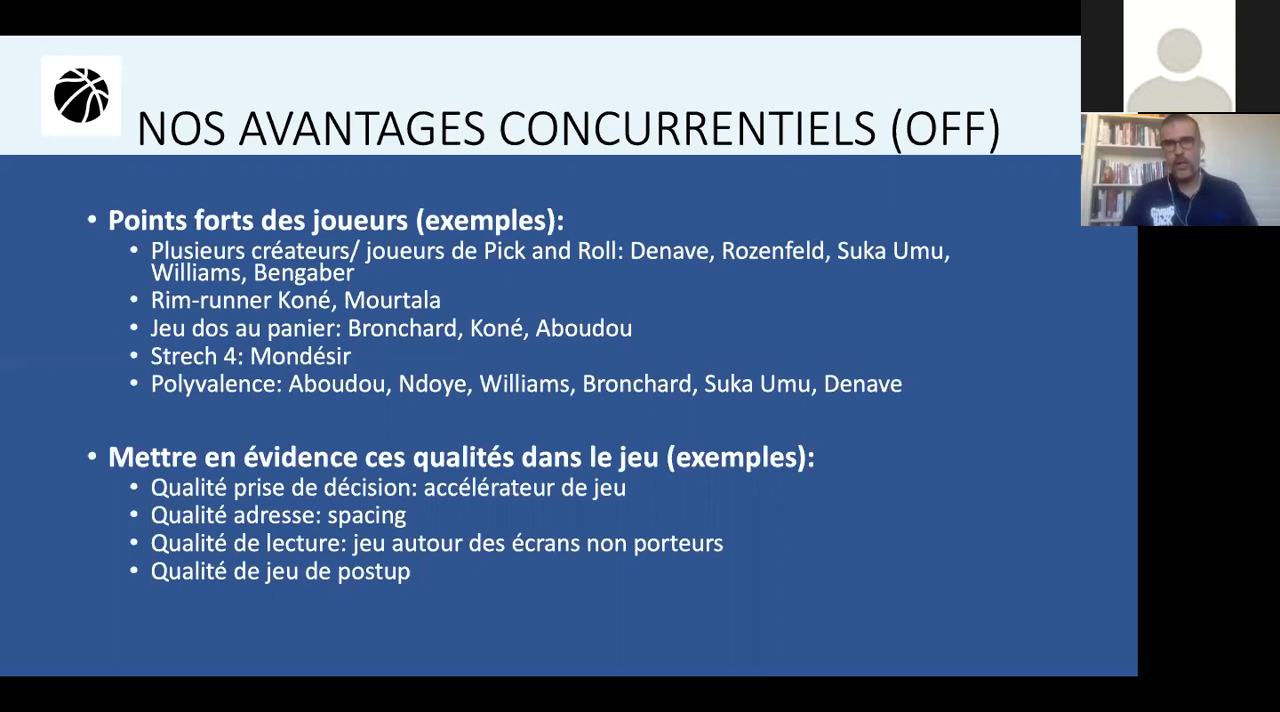 NOS AVANTAGES CONCURRENTIELS (OFF)
• Points forts des joueurs (exemples):
• Plusieurs créateurs/ joueurs de Pick and Roll: Denave, Rozenfeld, Suka Umu,
Williams, Bengaber
• Rim-runner Koné, Mourtala
• Jeu dos au panier: Bronchard, Koné, Aboudou
• Strech 4: Mondésir
• Polyvalence: Aboudou, Ndoye, Williams, Bronchard, Suka Umu, Denave
• Mettre en évidence ces qualités dans le jeu (exemples):
• Qualité prise de décision: accélérateur de jeu
• Qualité adresse: spacing
• Qualité de lecture: jeu autour des écrans non porteurs
• Qualité de jeu de postup